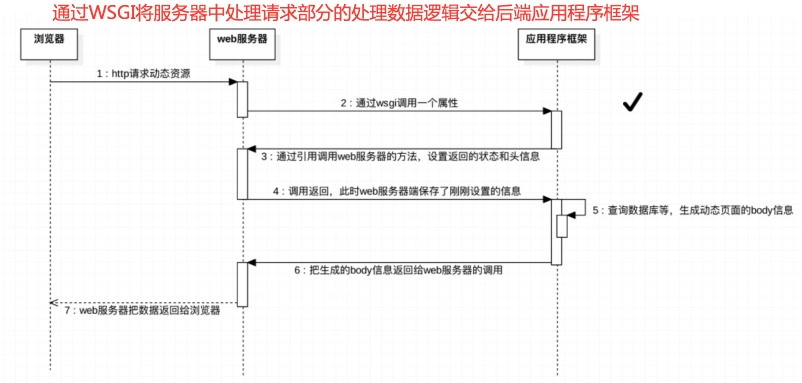 通过WSGI将服务器中处理请求部分的处理数据逻辑交给后端应用程序框架
浏览器
web服务器
应用程序框架
1：http请求动态资源
2：通过wsgi调用一个属性
3：通过引用调用web服务器的方法，设置返回的状态和头信息
4：调用返回，此时web服务器端保存了刚刚设置的信息
5：查询数据库等，生成动态页面的body信息
6：把生成的body信息返回给web服务器的调用
7：web服务器把数据返回给浏览器